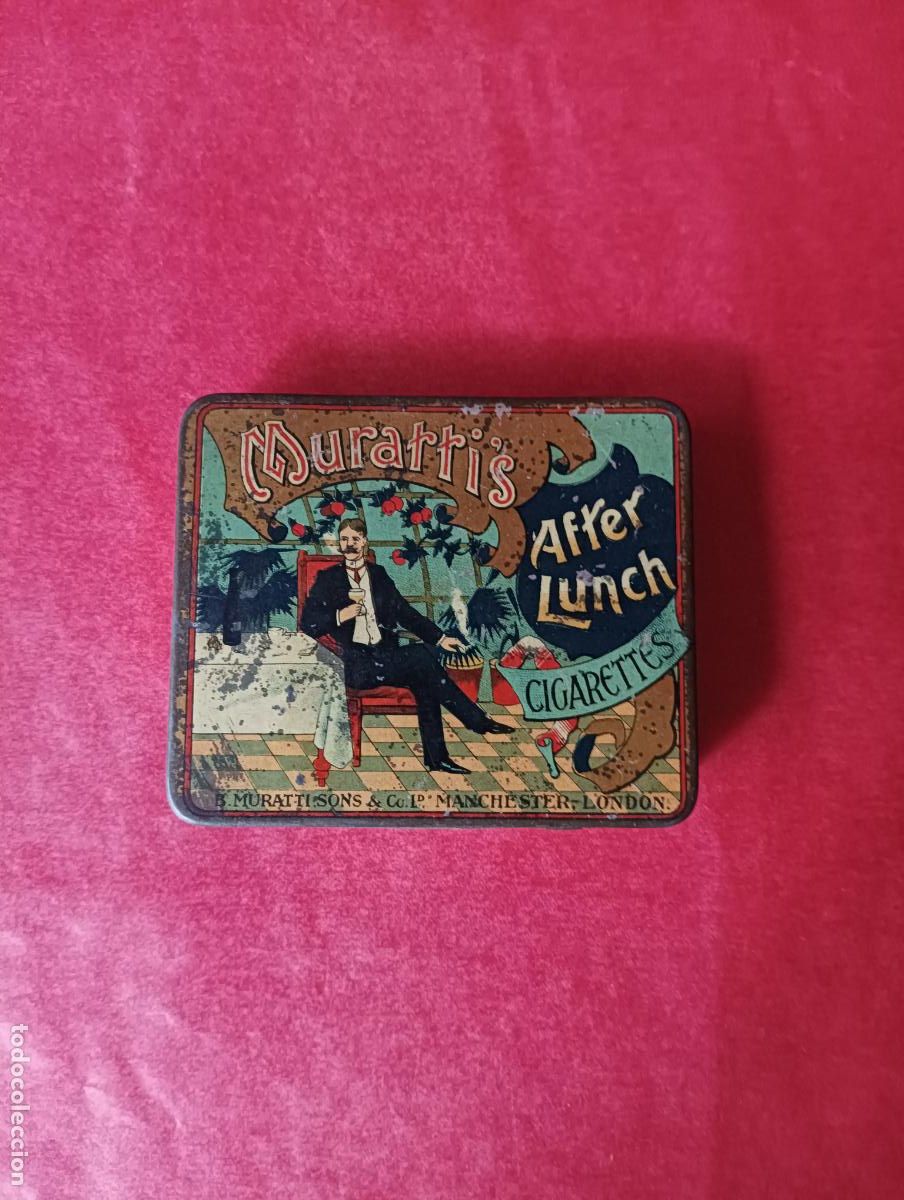 Muratti's
After
Lunch
CIGARETTES
B. MURATTI SONS & Co. LD. MANCHESTER, LONDON.
todocoleccion